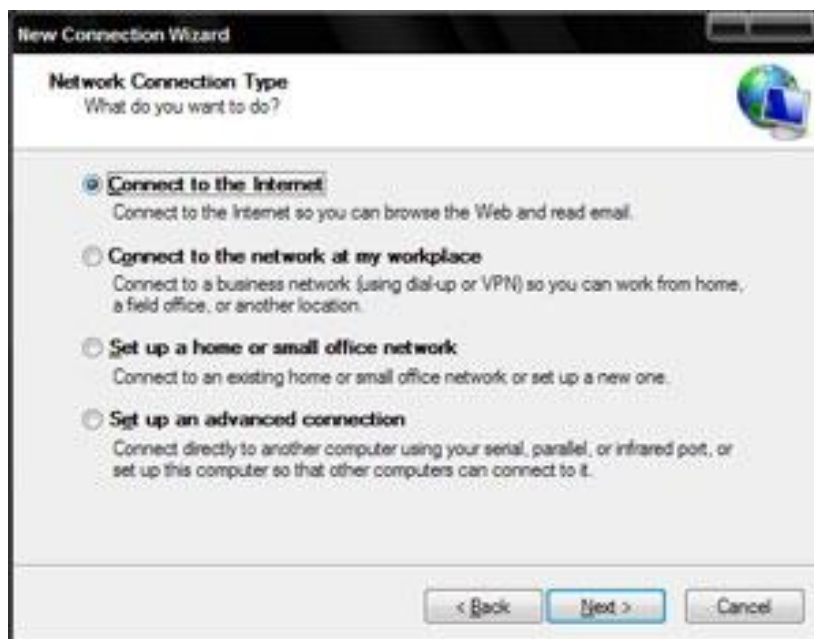 New Connection Wizard
Network Connection Type
What do you want to do?
Connect to the Internet
Connect to the Internet so you can browse the Web and read email.
Connect to the network at my workplace
Connect to a business network (using dial-up or VPN) so you can work from home,
a field office, or another location.
Set up a home or small office network
Connect to an existing home or small office network or set up a new one.
Set up an advanced connection
Connect directly to another computer using your serial, parallel, or infrared port, or
set up this computer so that other computers can connect to it.
< Back Next > Cancel